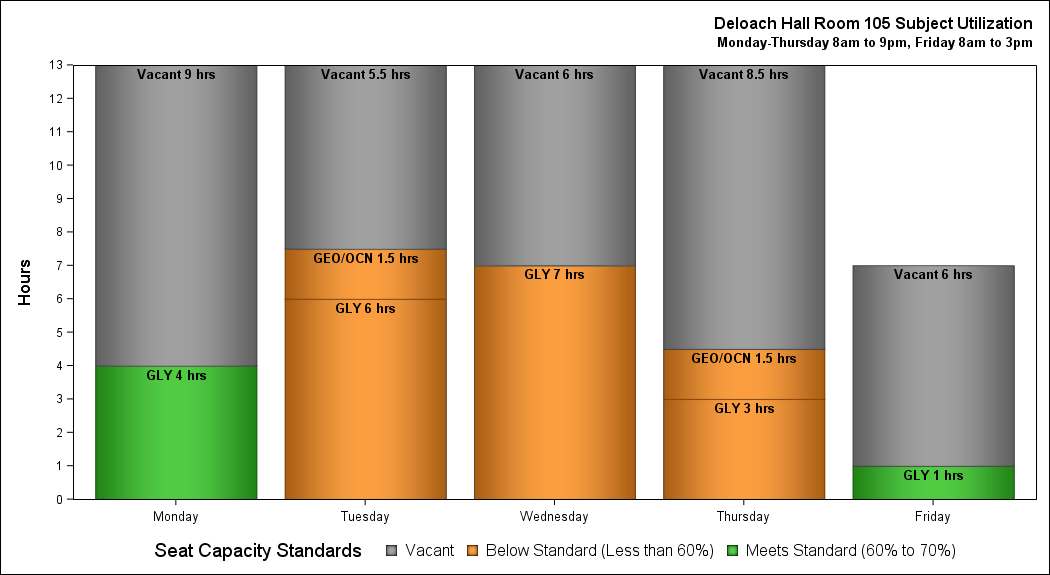 Deloach Hall Room 105 Subject Utilization
Monday-Thursday 8am to 9pm, Friday 8am to 3pm
Hours
13
12
11
10
9
8
7
6
5
4
3
2
1
0
Vacant 9 hrs
GLY 4 hrs
Vacant 5.5 hrs
GEO/OCN 1.5 hrs
GLY 6 hrs
Vacant 6 hrs
GLY 7 hrs
Vacant 8.5 hrs
GEO/OCN 1.5 hrs
GLY 3 hrs
Vacant 6 hrs
GLY 1 hrs
Monday Tuesday Wednesday Thursday Friday
Seat Capacity Standards Vacant Below Standard (Less than 60%) Meets Standard (60% to 70%)